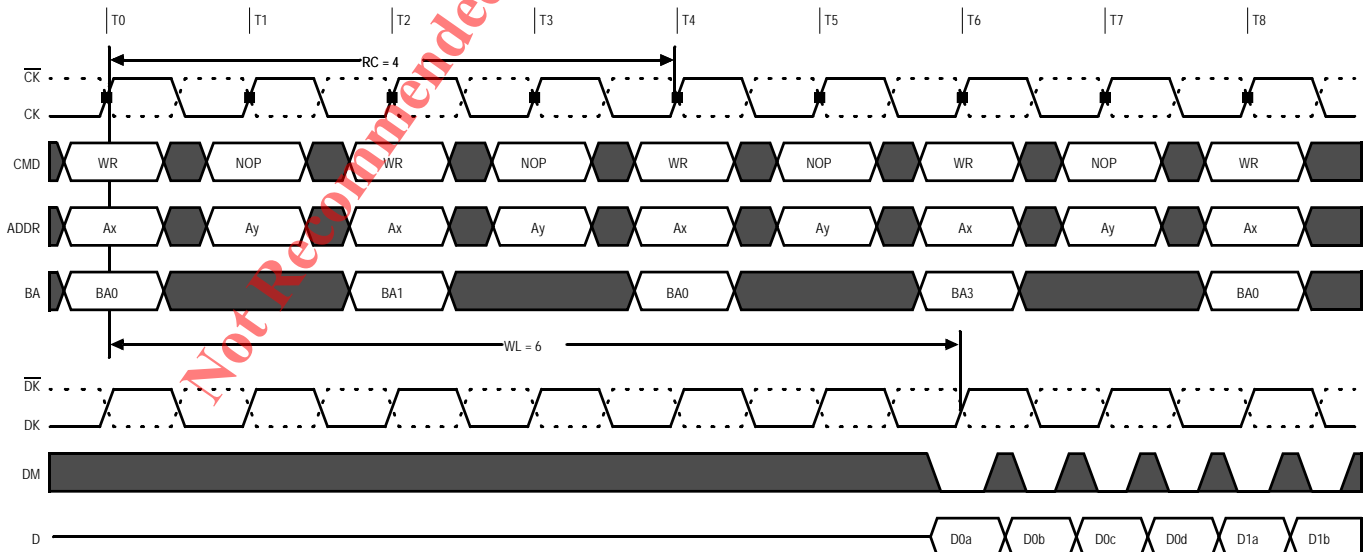 T0 T1 T2 T3 T4 T5 T6 T7 T8
RC = 4
CK
CK
CMD WR NOP WR NOP WR NOP WR NOP WR
ADDR Ax Ay Ax Ay Ax Ay Ax Ay Ax
BA BA0 BA1 BA0 BA3 BA0
WL = 6
DK
DK
DM
D D0a D0b D0c D0d D1a D1b
Not Recommended